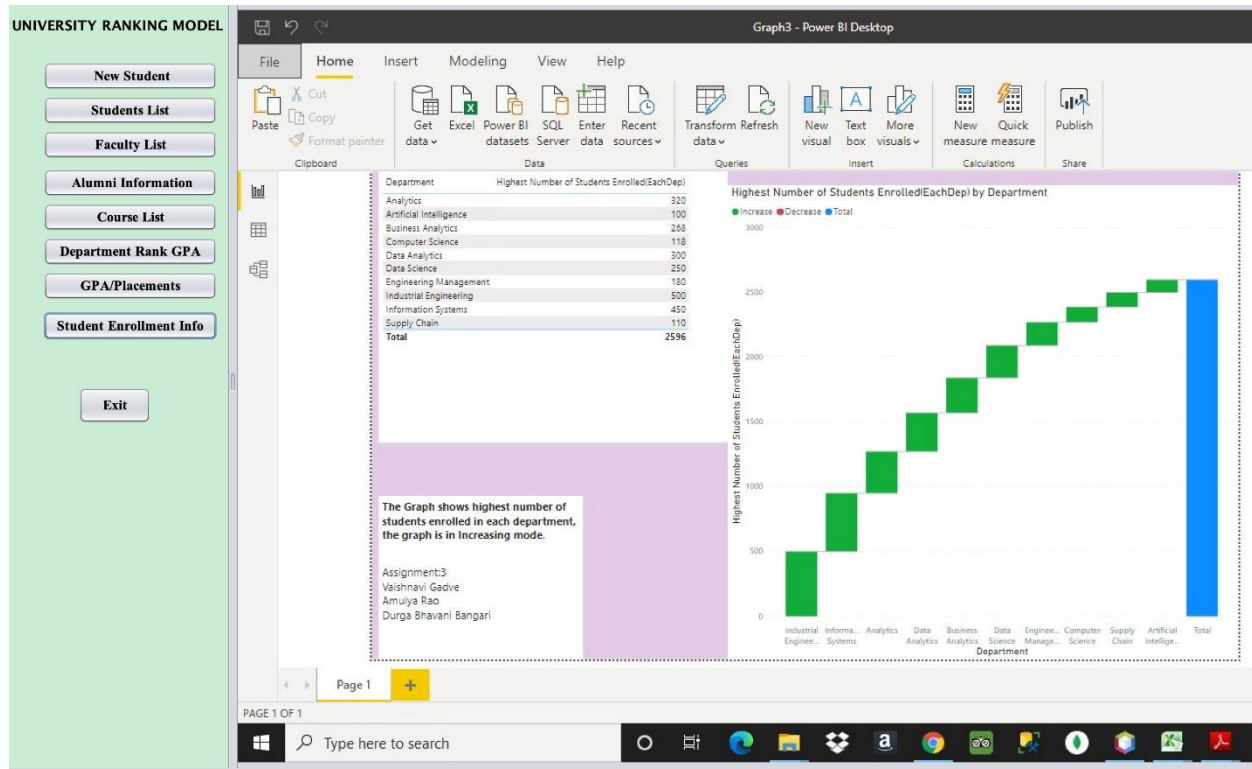 UNIVERSITY RANKING MODEL
New Student
Students List
Faculty List
Alumni Information
Course List
Department Rank GPA
GPA/Placements
Student Enrollment Info
Exit
Graph3 - Power BI Desktop
File Home Insert Modeling View Help
Paste
Cut
Copy
Format painter
Clipboard
Get data
Excel
Power BI datasets
SQL Server
Enter data
Recent sources
Data
Transform data
Refresh
Queries
New visual
Text box
More visuals
Insert
New measure
Quick measure
Calculations
Publish
Share
Department Highest Number of Students Enrolled(EachDep)
Analytics 320
Artificial Intelligence 100
Business Analytics 268
Computer Science 118
Data Analytics 300
Data Science 250
Engineering Management 180
Industrial Engineering 500
Information Systems 450
Supply Chain 110
Total 2596
The Graph shows highest number of
students enrolled in each department,
the graph is in Increasing mode.
Assignment:3
Vaishnavi Gadve
Amulya Rao
Durga Bhavani Bangari
Highest Number of Students Enrolled(EachDep) by Department
Increase Decrease Total
Highest Number of Students Enrolled(EachDep)
3000
2500
2000
1500
1000
500
0
Industrial Enginee...
Informa... Systems
Analytics
Data Analytics
Business Analytics
Data Science
Enginee... Manage...
Computer Science
Supply Chain
Artificial Intellige...
Total
Department
Page 1
PAGE 1 OF 1
Type here to search
a